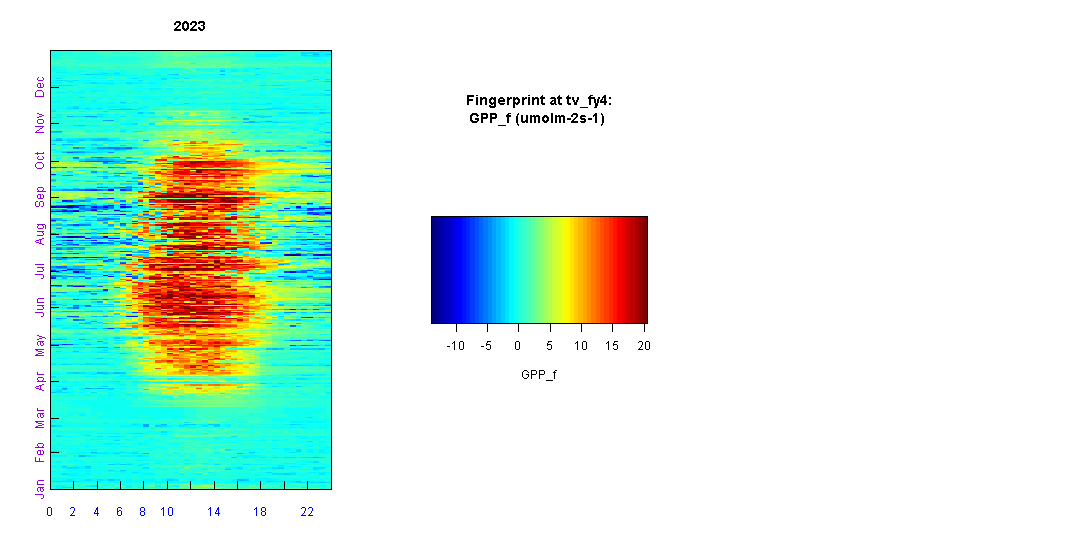 2023
Fingerprint at tv_fy4:
GPP_f (umolm-2s-1)
Dec
Nov
Oct
Sep
Aug
Jul
Jun
May
Apr
Mar
Feb
Jan
0 2 4 6 8 10 14 18 22
-10 -5 0 5 10 15 20
GPP_f